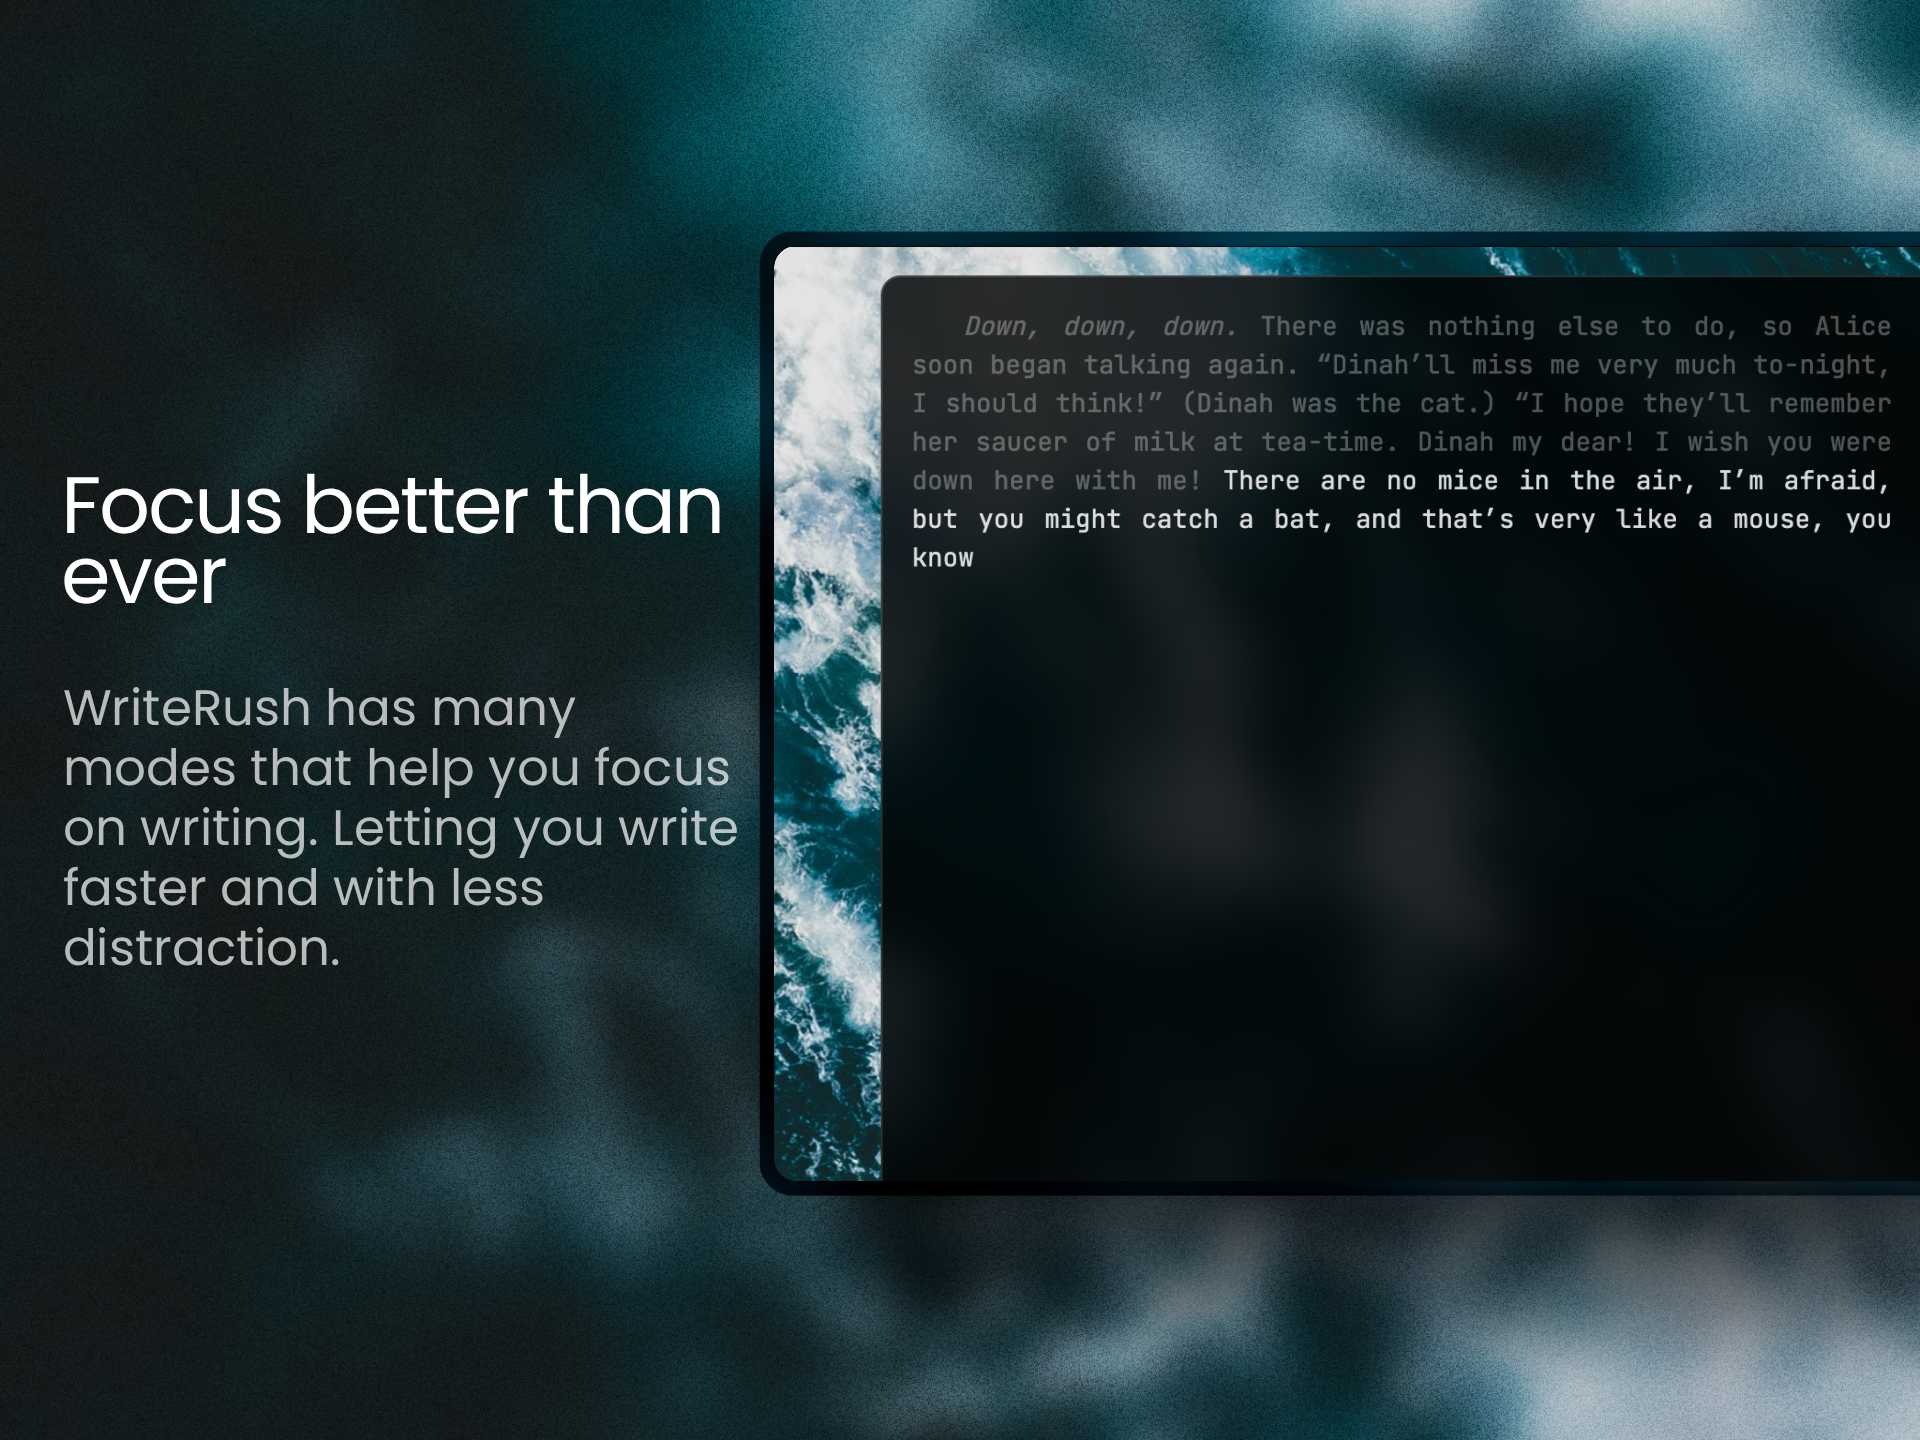 Focus better than
ever
WriteRush has many
modes that help you focus
on writing. Letting you write
faster and with less
distraction.
Down, down, down. There was nothing else to do, so Alice
soon began talking again. “Dinah’ll miss me very much to-night,
I should think!” (Dinah was the cat.) “I hope they’ll remember
her saucer of milk at tea-time. Dinah my dear! I wish you were
down here with me! There are no mice in the air, I’m afraid,
but you might catch a bat, and that’s very like a mouse, you
know